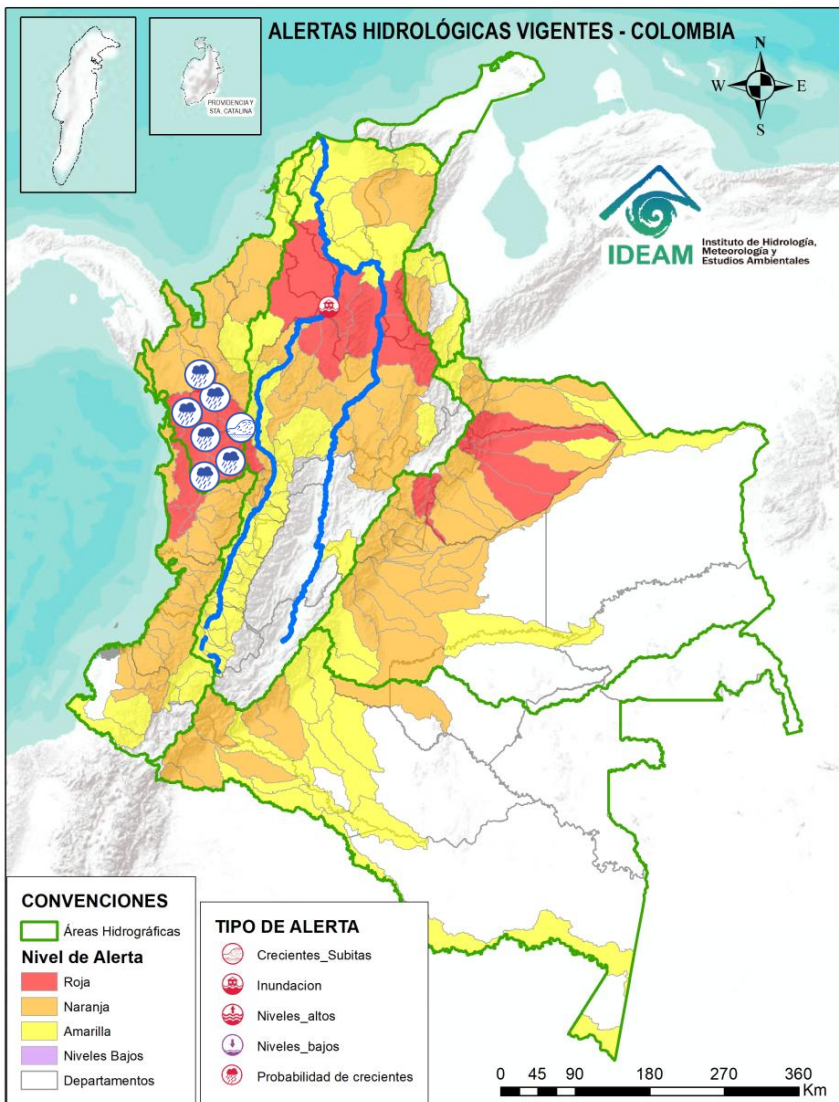 ALERTAS HIDROLÓGICAS VIGENTES - COLOMBIA
PROVIDENCIA Y
STA. CATALINA
N
W
E
S
IDEAM
Instituto de Hidrología,
Meteorología y
Estudios Ambientales
CONVENCIONES
Áreas Hidrográficas
Nivel de Alerta
Roja
Naranja
Amarilla
Niveles Bajos
Departamentos
TIPO DE ALERTA
Crecientes_Subitas
Inundacion
Niveles_altos
Niveles_bajos
Probabilidad de crecientes
0 45 90 180 270 360
Km